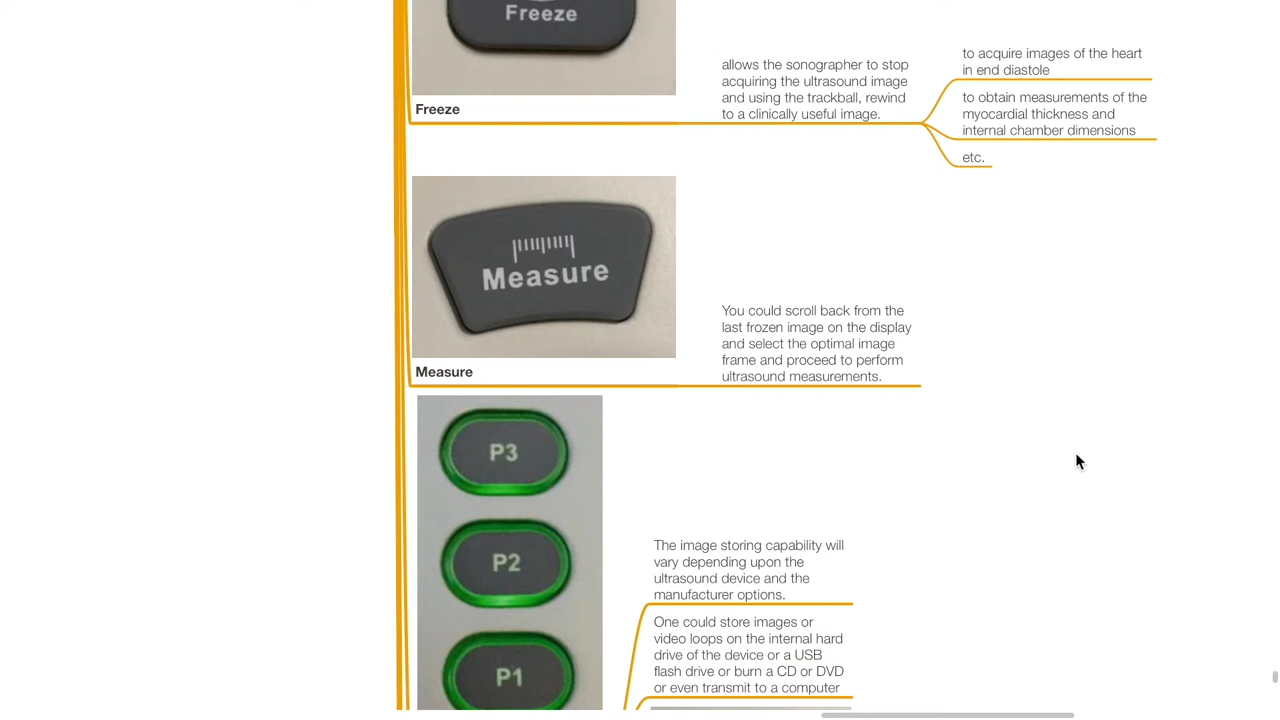 Freeze
Freeze
allows the sonographer to stop
acquiring the ultrasound image
and using the trackball, rewind
to a clinically useful image.
to acquire images of the heart
in end diastole
to obtain measurements of the
myocardial thickness and
internal chamber dimensions
etc.
Measure
Measure
You could scroll back from the
last frozen image on the display
and select the optimal image
frame and proceed to perform
ultrasound measurements.
P3
P2
P1
The image storing capability will
vary depending upon the
ultrasound device and the
manufacturer options.
One could store images or
video loops on the internal hard
drive of the device or a USB
flash drive or burn a CD or DVD
or even transmit to a computer